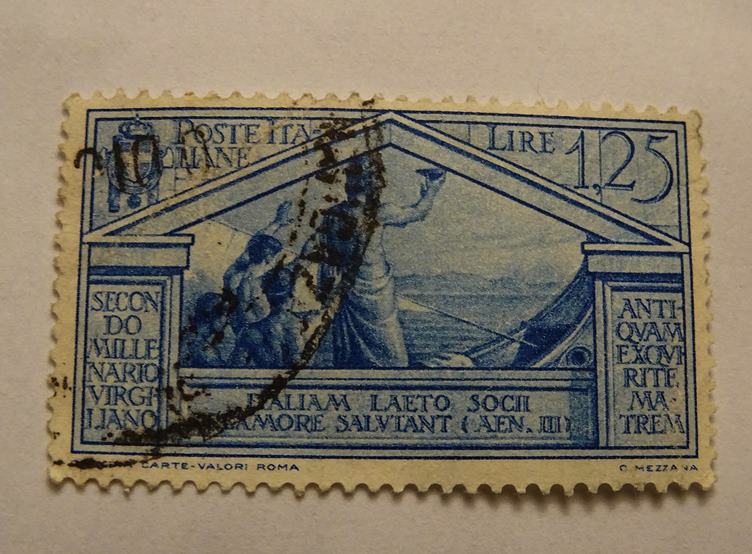 POSTE ITA-
LIRE 1,25
SECON
DO
MILLE
NARIO
VIRGI
LIANO
ANTI-
QVAM
EXQVI
RITE.
MA-
TREM
ITALIAM LAETO SOCII
CLAMORE SALVTANT (AEN. III)
CARTE-VALORI ROMA
C. MEZZANA